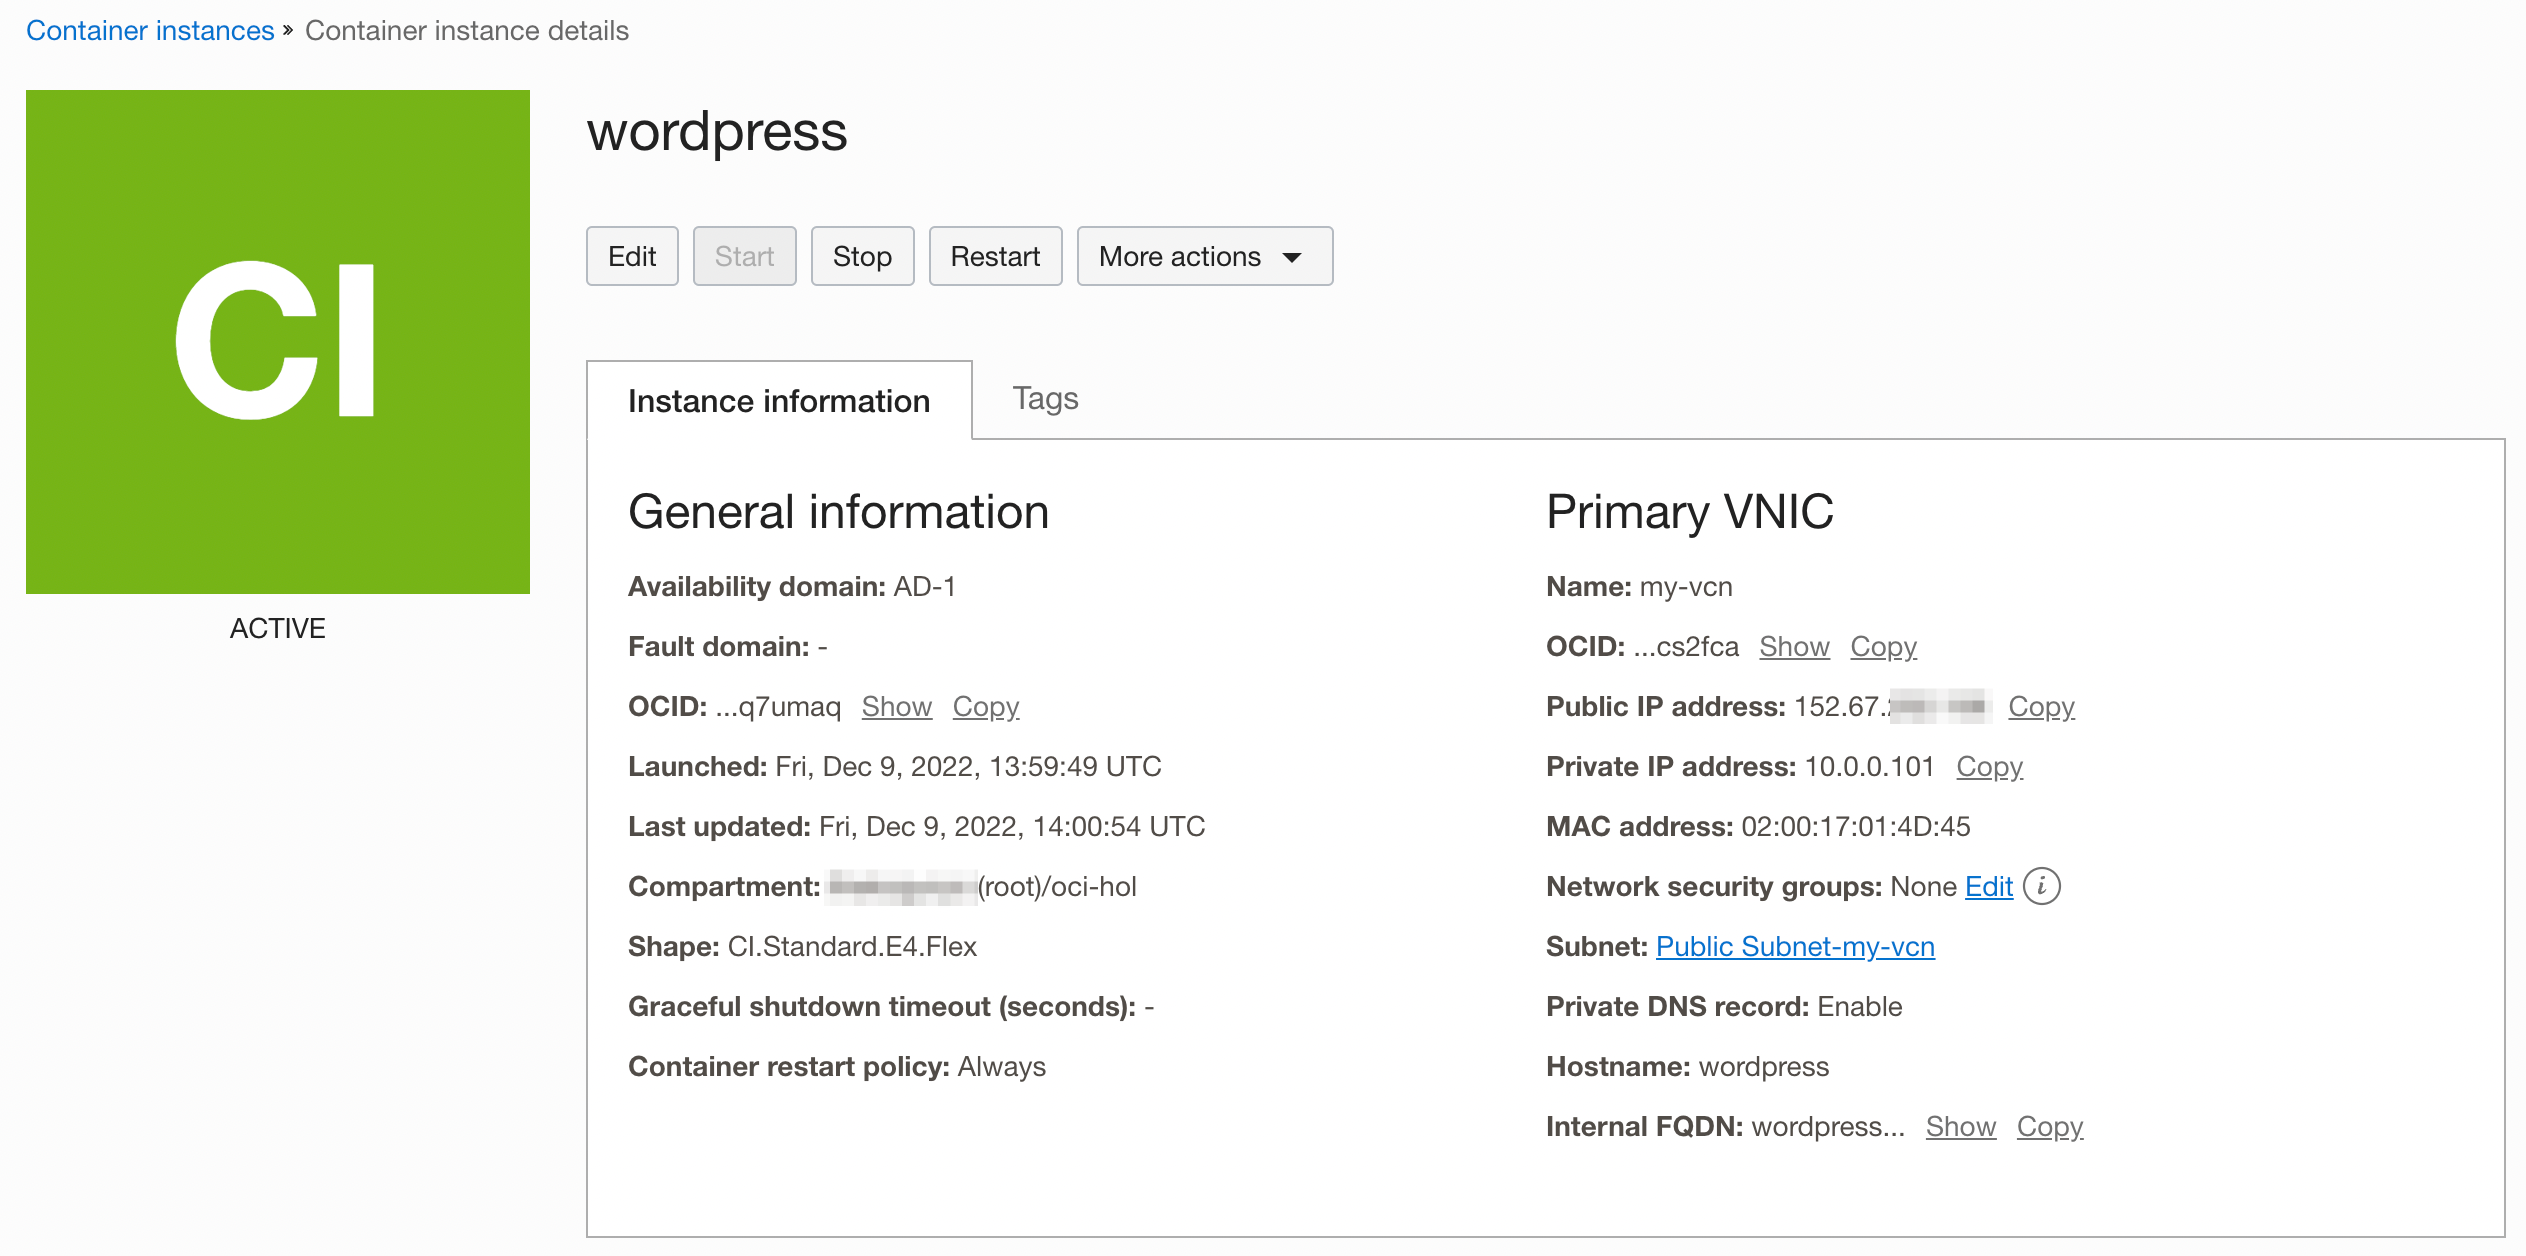 Container instances » Container instance details
CI
ACTIVE
wordpress
Edit Start Stop Restart More actions
Instance information Tags
General information
Availability domain: AD-1
Fault domain: -
OCID: ...q7umaq Show Copy
Launched: Fri, Dec 9, 2022, 13:59:49 UTC
Last updated: Fri, Dec 9, 2022, 14:00:54 UTC
Compartment: (root)/oci-hol
Shape: CI.Standard.E4.Flex
Graceful shutdown timeout (seconds): -
Container restart policy: Always
Primary VNIC
Name: my-vcn
OCID: ...cs2fca Show Copy
Public IP address: 152.67. Copy
Private IP address: 10.0.0.101 Copy
MAC address: 02:00:17:01:4D:45
Network security groups: None Edit i
Subnet: Public Subnet-my-vcn
Private DNS record: Enable
Hostname: wordpress
Internal FQDN: wordpress... Show Copy